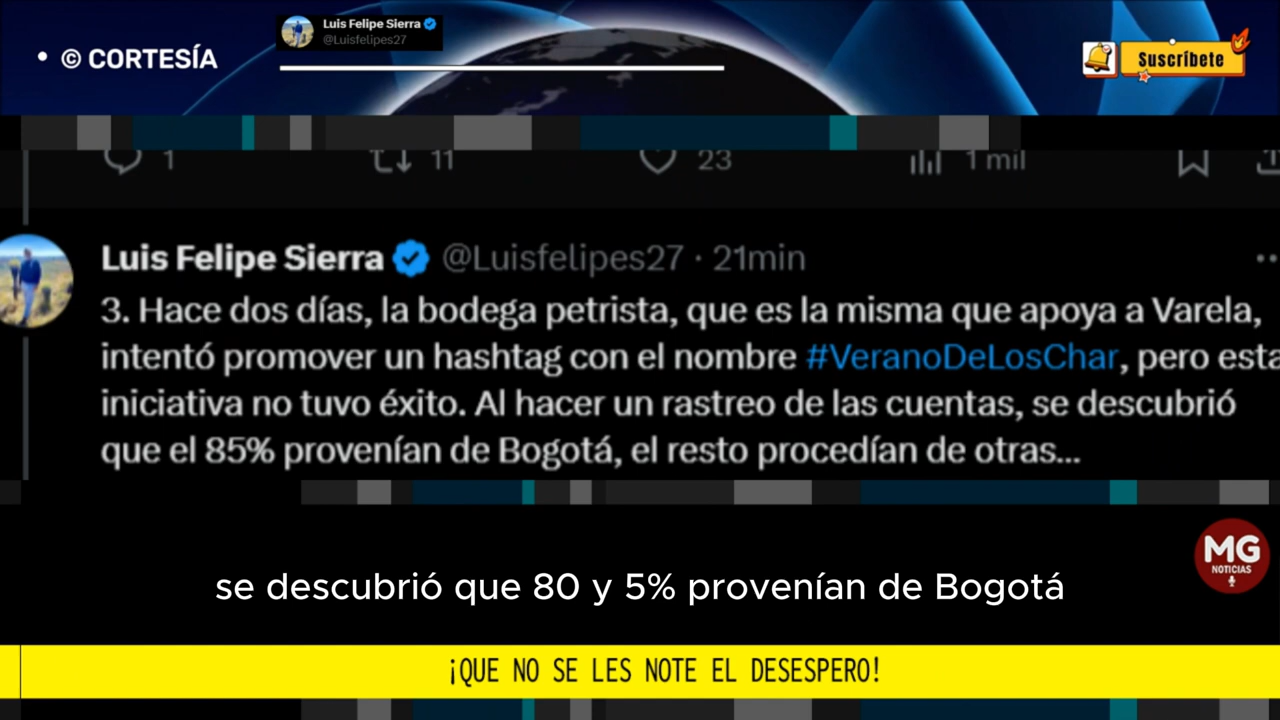 • © CORTESÍA
Luis Felipe Sierra
@Luisfelipes27
Suscríbete
1 11 23 1 mil
Luis Felipe Sierra @Luisfelipes27 · 21min
3. Hace dos días, la bodega petrista, que es la misma que apoya a Varela,
intentó promover un hashtag con el nombre #VeranoDeLosChar, pero esta
iniciativa no tuvo éxito. Al hacer un rastreo de las cuentas, se descubrió
que el 85% provenían de Bogotá, el resto procedían de otras...
MG
NOTICIAS
se descubrió que 80 y 5% provenían de Bogotá
¡QUE NO SE LES NOTE EL DESESPERO!